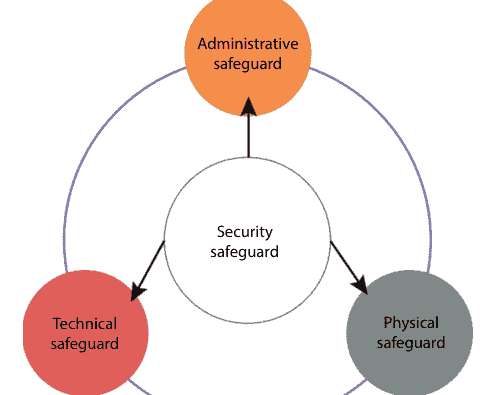 Administrative
safeguard
Security
safeguard
Technical
safeguard
Physical
safeguard